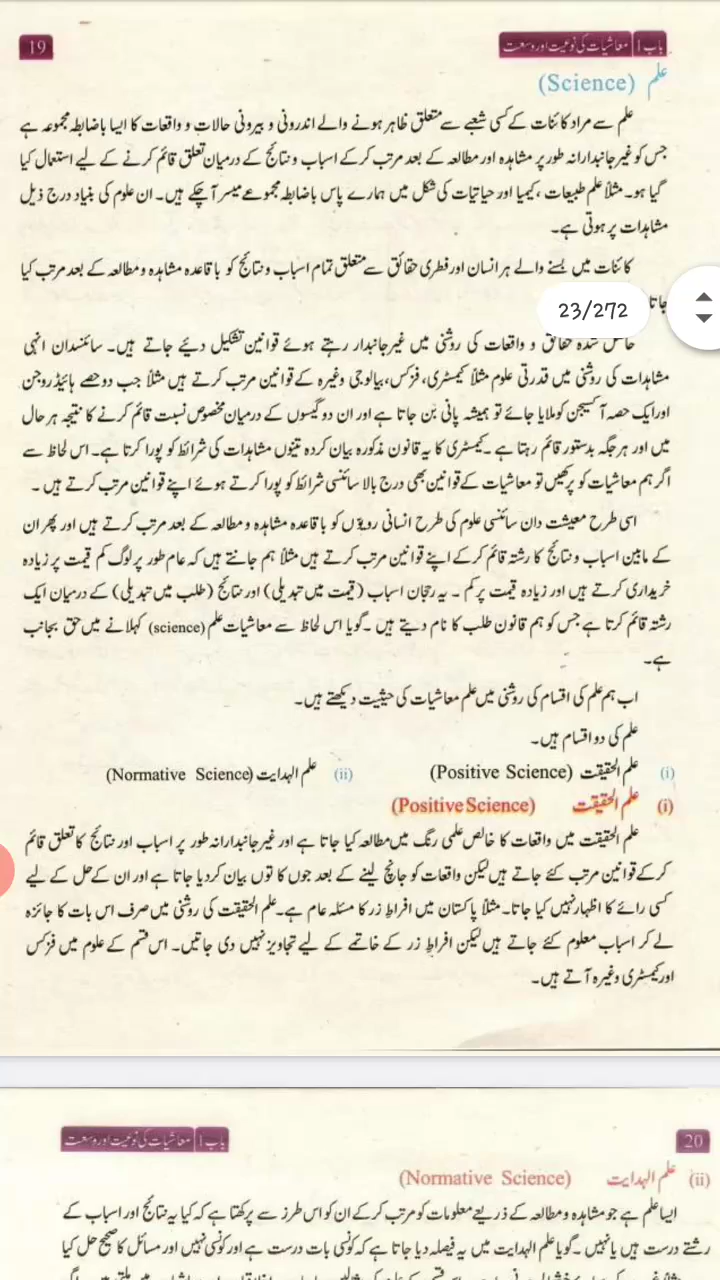 19
باب 1 معاشیات کی نوعیت اور وسعت
علم (Science)
علم سے مراد کائنات کے کسی شعبے سے متعلق ظاہر ہونے والے اندرونی و بیرونی حالات و واقعات کا ایسا باضابطہ مجموعہ ہے
جس کو غیر جانبدارانہ طور پر مشاہدہ اور مطالعہ کے بعد مرتب کر کے اسباب و نتائج کے درمیان تعلق قائم کرنے کے لیے استعمال کیا
گیا ہو۔ مثلاً علم طبیعات، کیمیا اور حیاتیات کی شکل میں ہمارے پاس باضابطہ مجموعے میسر آ چکے ہیں۔ ان علوم کی بنیاد درج ذیل
مشاہدات پر ہوتی ہے۔
کائنات میں بسنے والے ہر انسان اور فطری حقائق سے متعلق تمام اسباب و نتائج کو باقاعدہ مشاہدہ و مطالعہ کے بعد مرتب کیا
جاتا
23/272
حاصل شدہ حقائق و واقعات کی روشنی میں غیر جانبدار رہتے ہوئے قوانین تشکیل دیئے جاتے ہیں۔ سائنسدان انہی
مشاہدات کی روشنی میں قدرتی علوم مثلاً کیمسٹری، فزکس، بیالوجی وغیرہ کے قوانین مرتب کرتے ہیں مثلاً جب دو حصے ہائیڈروجن
اور ایک حصہ آکسیجن کو ملایا جائے تو ہمیشہ پانی بن جاتا ہے اور ان دو گیسوں کے درمیان مخصوص نسبت قائم کرنے کا نتیجہ ہر حال
میں اور ہر جگہ بدستور قائم رہتا ہے۔ کیمسٹری کا یہ قانون مذکورہ بیان کردہ تینوں مشاہدات کی شرائط کو پورا کرتا ہے۔ اس لحاظ سے
اگر ہم معاشیات کو پرکھیں تو معاشیات کے قوانین بھی درج بالا سائنسی شرائط کو پورا کرتے ہوئے اپنے قوانین مرتب کرتے ہیں۔
اسی طرح معیشت دان سائنسی علوم کی طرح انسانی رویوں کو باقاعدہ مشاہدہ و مطالعہ کے بعد مرتب کرتے ہیں اور پھر ان
کے مابین اسباب و نتائج کا رشتہ قائم کر کے اپنے قوانین مرتب کرتے ہیں مثلاً ہم جانتے ہیں کہ عام طور پر لوگ کم قیمت پر زیادہ
خریداری کرتے ہیں اور زیادہ قیمت پر کم۔ یہ رجحان اسباب (قیمت میں تبدیلی) اور نتائج (طلب میں تبدیلی) کے درمیان ایک
رشتہ قائم کرتا ہے جس کو ہم قانون طلب کا نام دیتے ہیں۔ گویا اس لحاظ سے معاشیات علم (science) کہلانے میں حق بجانب
ہے۔
اب ہم علم کی اقسام کی روشنی میں علم معاشیات کی حیثیت دیکھتے ہیں۔
علم کی دو اقسام ہیں۔
(i) علم الحقیقت (Positive Science) (ii) علم الہدایت (Normative Science)
(i) علم الحقیقت (Positive Science)
علم الحقیقت میں واقعات کا خالص علمی رنگ میں مطالعہ کیا جاتا ہے اور غیر جانبدارانہ طور پر اسباب اور نتائج کا تعلق قائم
کر کے قوانین مرتب کئے جاتے ہیں لیکن واقعات کو جانچ لینے کے بعد جوں کا توں بیان کر دیا جاتا ہے اور ان کے حل کے لیے
کسی رائے کا اظہار نہیں کیا جاتا۔ مثلاً پاکستان میں افراط زر کا مسئلہ عام ہے۔ علم الحقیقت کی روشنی میں صرف اس بات کا جائزہ
لے کر اسباب معلوم کئے جاتے ہیں لیکن افراطِ زر کے خاتمے کے لیے تجاویز نہیں دی جاتیں۔ اس قسم کے علوم میں فزکس
اور کیمسٹری وغیرہ آتے ہیں۔
باب 1 معاشیات کی نوعیت اور وسعت
20
(ii) علم الہدایت (Normative Science)
ایسا علم ہے جو مشاہدہ و مطالعہ کے ذریعے معلومات کو مرتب کر کے ان کو اس طرز سے پرکھتا ہے کہ کیا یہ نتائج اور اسباب کے
رشتے درست ہیں یا نہیں۔ گویا علم الہدایت میں یہ فیصلہ دیا جاتا ہے کہ کونسی بات درست ہے اور کونسی نہیں اور مسائل کا صحیح حل کیا